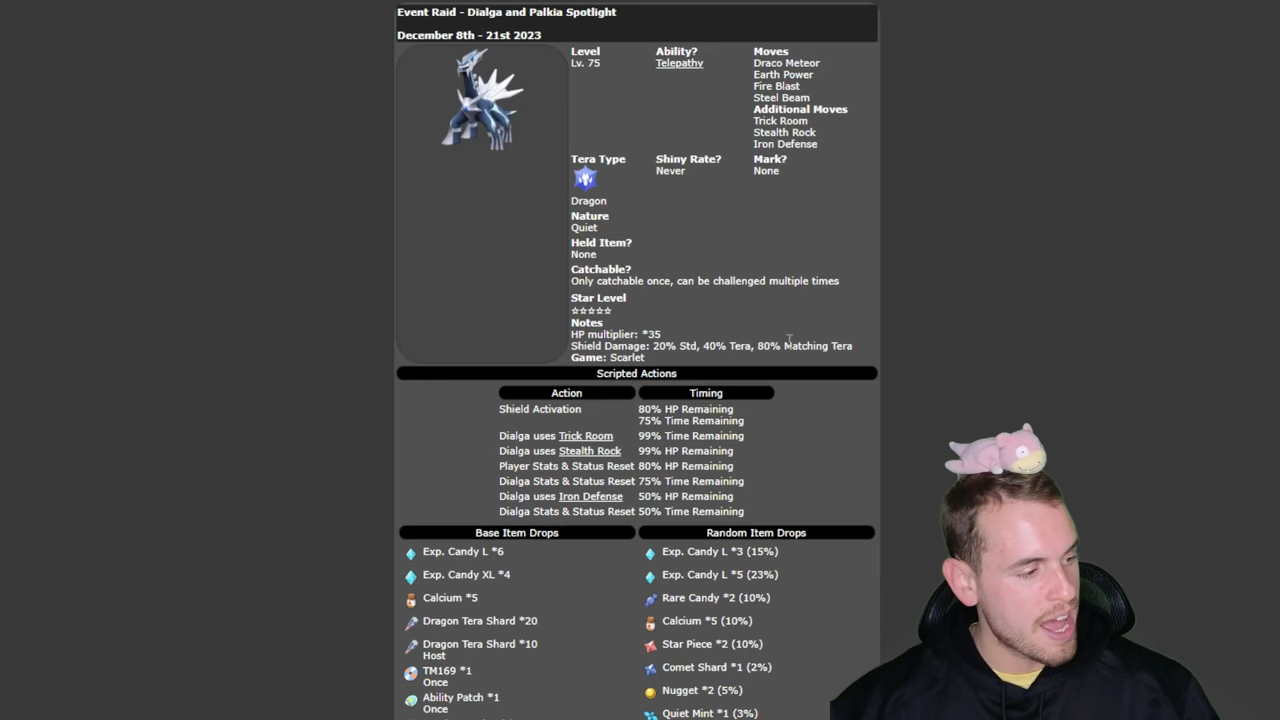 Event Raid - Dialga and Palkia Spotlight
December 8th - 21st 2023
Level
Lv. 75
Ability?
Telepathy
Moves
Draco Meteor
Earth Power
Fire Blast
Steel Beam
Additional Moves
Trick Room
Stealth Rock
Iron Defense
Tera Type
Dragon
Shiny Rate?
Never
Mark?
None
Nature
Quiet
Held Item?
None
Catchable?
Only catchable once, can be challenged multiple times
Star Level
☆☆☆☆☆
Notes
HP multiplier: *35
Shield Damage: 20% Std, 40% Tera, 80% Matching Tera
Game: Scarlet
Scripted Actions
Action Timing
Shield Activation 80% HP Remaining
75% Time Remaining
Dialga uses Trick Room 99% Time Remaining
Dialga uses Stealth Rock 99% HP Remaining
Player Stats & Status Reset 80% HP Remaining
Dialga Stats & Status Reset 75% Time Remaining
Dialga uses Iron Defense 50% HP Remaining
Dialga Stats & Status Reset 50% Time Remaining
Base Item Drops
Exp. Candy L *6
Exp. Candy XL *4
Calcium *5
Dragon Tera Shard *20
Dragon Tera Shard *10
Host
TM169 *1
Once
Ability Patch *1
Once
Random Item Drops
Exp. Candy L *3 (15%)
Exp. Candy L *5 (23%)
Rare Candy *2 (10%)
Calcium *5 (10%)
Star Piece *2 (10%)
Comet Shard *1 (2%)
Nugget *2 (5%)
Quiet Mint *1 (3%)